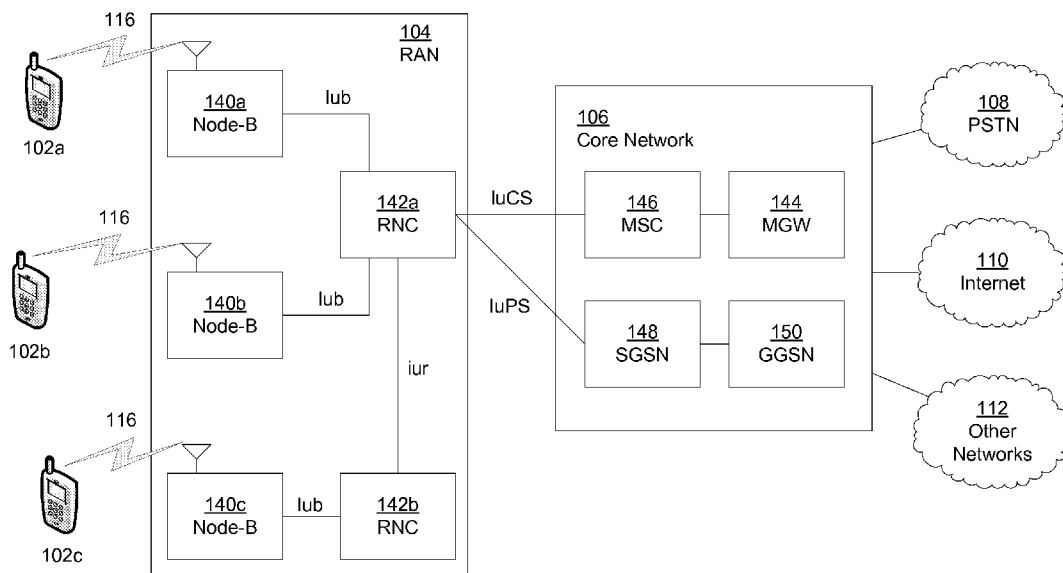 116
104
RAN
102a
140a
Node-B
Iub
116
102b
140b
Node-B
Iub
142a
RNC
iur
116
102c
140c
Node-B
Iub
142b
RNC
IuCS
IuPS
106
Core Network
146
MSC
144
MGW
148
SGSN
150
GGSN
108
PSTN
110
Internet
112
Other
Networks